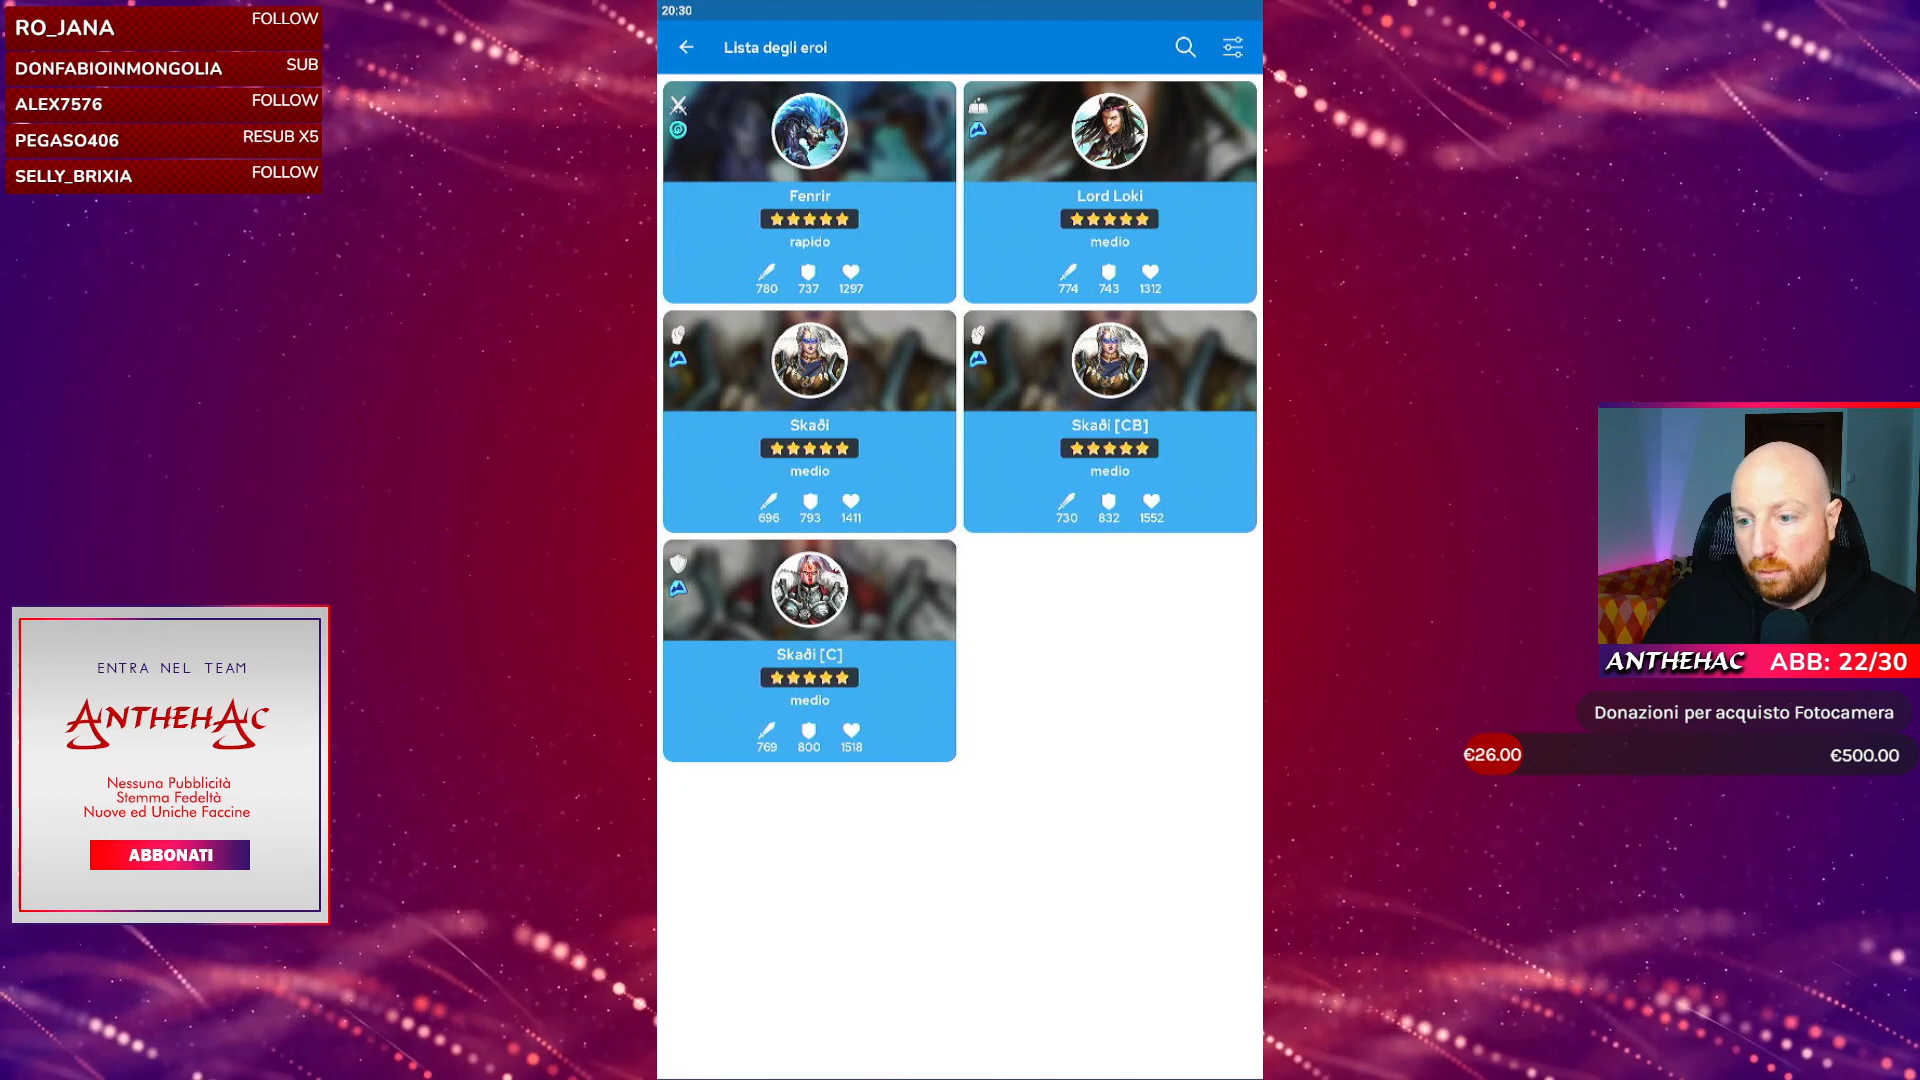 RO_JANA FOLLOW
DONFABIOINMONGOLIA SUB
ALEX7576 FOLLOW
PEGASO406 RESUB X5
SELLY_BRIXIA FOLLOW
ENTRA NEL TEAM
ANTHEHAC
Nessuna Pubblicità
Stemma Fedeltà
Nuove ed Uniche Faccine
ABBONATI
20:30
Lista degli eroi
Fenrir
rapido
780 737 1297
Lord Loki
medio
774 743 1312
Skaði
medio
696 793 1411
Skaði [CB]
medio
730 832 1552
Skaði [C]
medio
769 800 1518
ANTHEHAC ABB: 22/30
Donazioni per acquisto Fotocamera
€26.00 €500.00